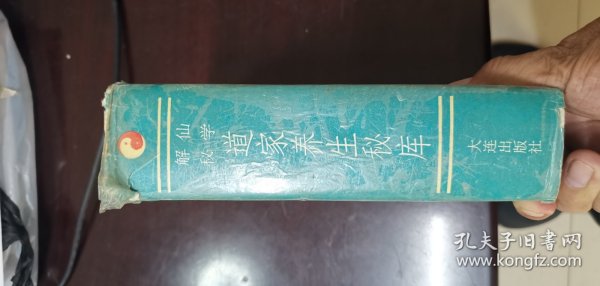 仙学
解秘
道家养生秘库
大连出版社
孔夫子旧书网
www.kongfz.com